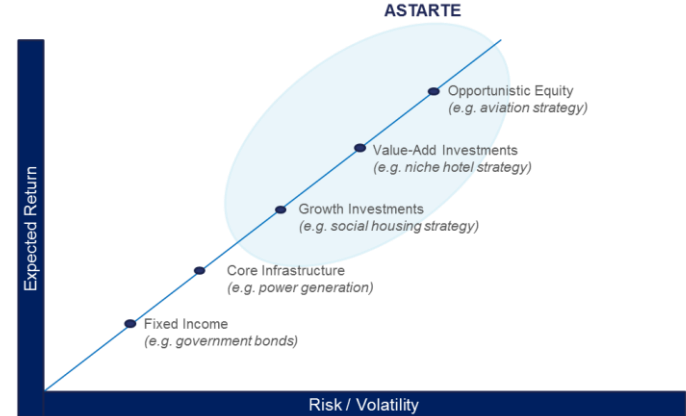 ASTARTE
Opportunistic Equity
(e.g. aviation strategy)
Value-Add Investments
(e.g. niche hotel strategy)
Growth Investments
(e.g. social housing strategy)
Core Infrastructure
(e.g. power generation)
Fixed Income
(e.g. government bonds)
Expected Return
Risk / Volatility